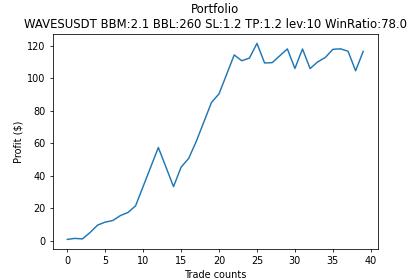 Portfolio
WAVESUSDT BBM:2.1 BBL:260 SL:1.2 TP:1.2 lev:10 WinRatio:78.0
120
100
80
60
40
20
0
Profit ($)
0 5 10 15 20 25 30 35 40
Trade counts